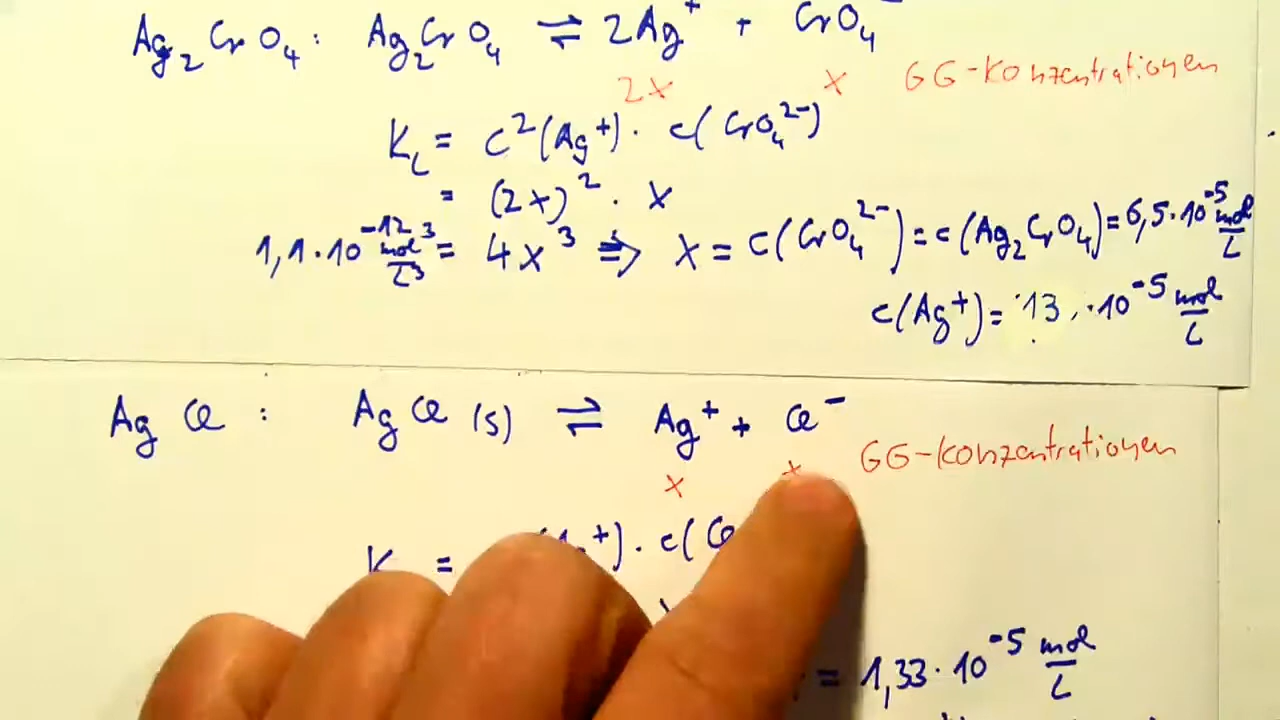 Ag₂CrO₄ : Ag₂CrO₄ ⇌ 2Ag⁺ + CrO₄
2x x GG-Konzentrationen
K_L = c²(Ag⁺) · c(CrO₄²⁻)
= (2x)² · x
1,1·10⁻¹² mol³/L³ = 4x³ ⇒ x = c(CrO₄²⁻) = c(Ag₂CrO₄) = 6,5·10⁻⁵ mol/L
c(Ag⁺) = 13 · 10⁻⁵ mol/L
AgCl : AgCl (s) ⇌ Ag⁺ + Cl⁻
x x GG-Konzentrationen
K = ⁺) · c(C
= 1,33 · 10⁻⁵ mol/L